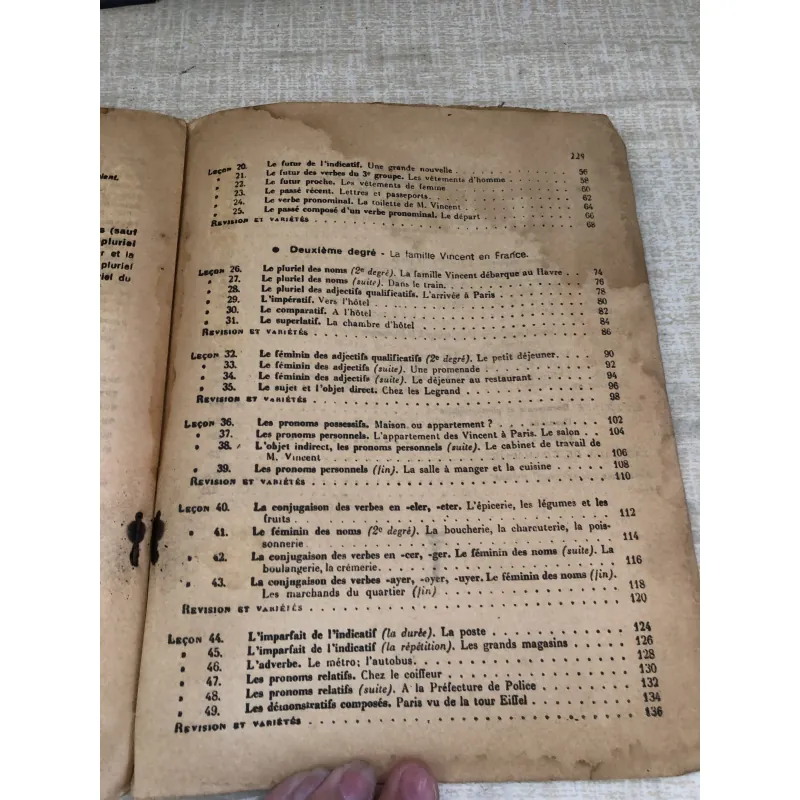 nient.
s (sauf
pluriel
er et la
pluriel
iel du
229
LEÇON 20. Le futur de l'indicatif. Une grande nouvelle . . . 56
» 21. Le futur des verbes du 3e groupe. Les vêtements d'homme . . . 58
» 22. Le futur proche. Les vêtements de femme . . . 60
» 23. Le passé récent. Lettres et passeports . . . 62
» 24. Le verbe pronominal. La toilette de M. Vincent . . . 64
» 25. Le passé composé d'un verbe pronominal. Le départ . . . 66
REVISION ET VARIÉTÉS . . . 68
● Deuxième degré - La famille Vincent en France.
LEÇON 26. Le pluriel des noms (2e degré). La famille Vincent débarque au Havre . . 74
» 27. Le pluriel des noms (suite). Dans le train. . . . 76
» 28. Le pluriel des adjectifs qualificatifs. L'arrivée à Paris . . . 78
» 29. L'impératif. Vers l'hôtel . . . 80
» 30. Le comparatif. A l'hôtel . . . 82
» 31. Le superlatif. La chambre d'hôtel . . . 84
REVISION ET VARIÉTÉS . . . 86
LEÇON 32. Le féminin des adjectifs qualificatifs (2e degré). Le petit déjeuner. . . . 90
» 33. Le féminin des adjectifs (suite). Une promenade . . . 92
» 34. Le féminin des adjectifs (suite). Le déjeuner au restaurant . . . 94
» 35. Le sujet et l'objet direct. Chez les Legrand . . . 96
REVISION ET VARIÉTÉS . . . 98
LEÇON 36. Les pronoms possessifs. Maison ou appartement ? . . . 102
» 37. Les pronoms personnels. L'appartement des Vincent à Paris. Le salon . . 104
» 38. L'objet indirect, les pronoms personnels (suite). Le cabinet de travail de
M. Vincent . . . 106
» 39. Les pronoms personnels (fin). La salle à manger et la cuisine . . . 108
REVISION ET VARIÉTÉS . . . 110
LEÇON 40. La conjugaison des verbes en -eler, -eter. L'épicerie, les légumes et les
fruits . . . 112
» 41. Le féminin des noms (2e degré). La boucherie, la charcuterie, la pois-
sonnerie . . . 114
» 42. La conjugaison des verbes en -cer, -ger. Le féminin des noms (suite). La
boulangerie, la crémerie. . . . 116
» 43. La conjugaison des verbes -ayer, -oyer, -uyer. Le féminin des noms (fin).
Les marchands du quartier (fin) . . . 118
REVISION ET VARIÉTÉS . . . 120
LEÇON 44. L'imparfait de l'indicatif (la durée). La poste . . . 124
» 45. L'imparfait de l'indicatif (la répétition). Les grands magasins . . . 126
» 46. L'adverbe. Le métro; l'autobus. . . . 128
» 47. Les pronoms relatifs. Chez le coiffeur . . . 130
» 48. Les pronoms relatifs (suite). A la Préfecture de Police . . . 132
» 49. Les démonstratifs composés. Paris vu de la tour Eiffel . . . 134
REVISION ET VARIÉTÉS . . . 136